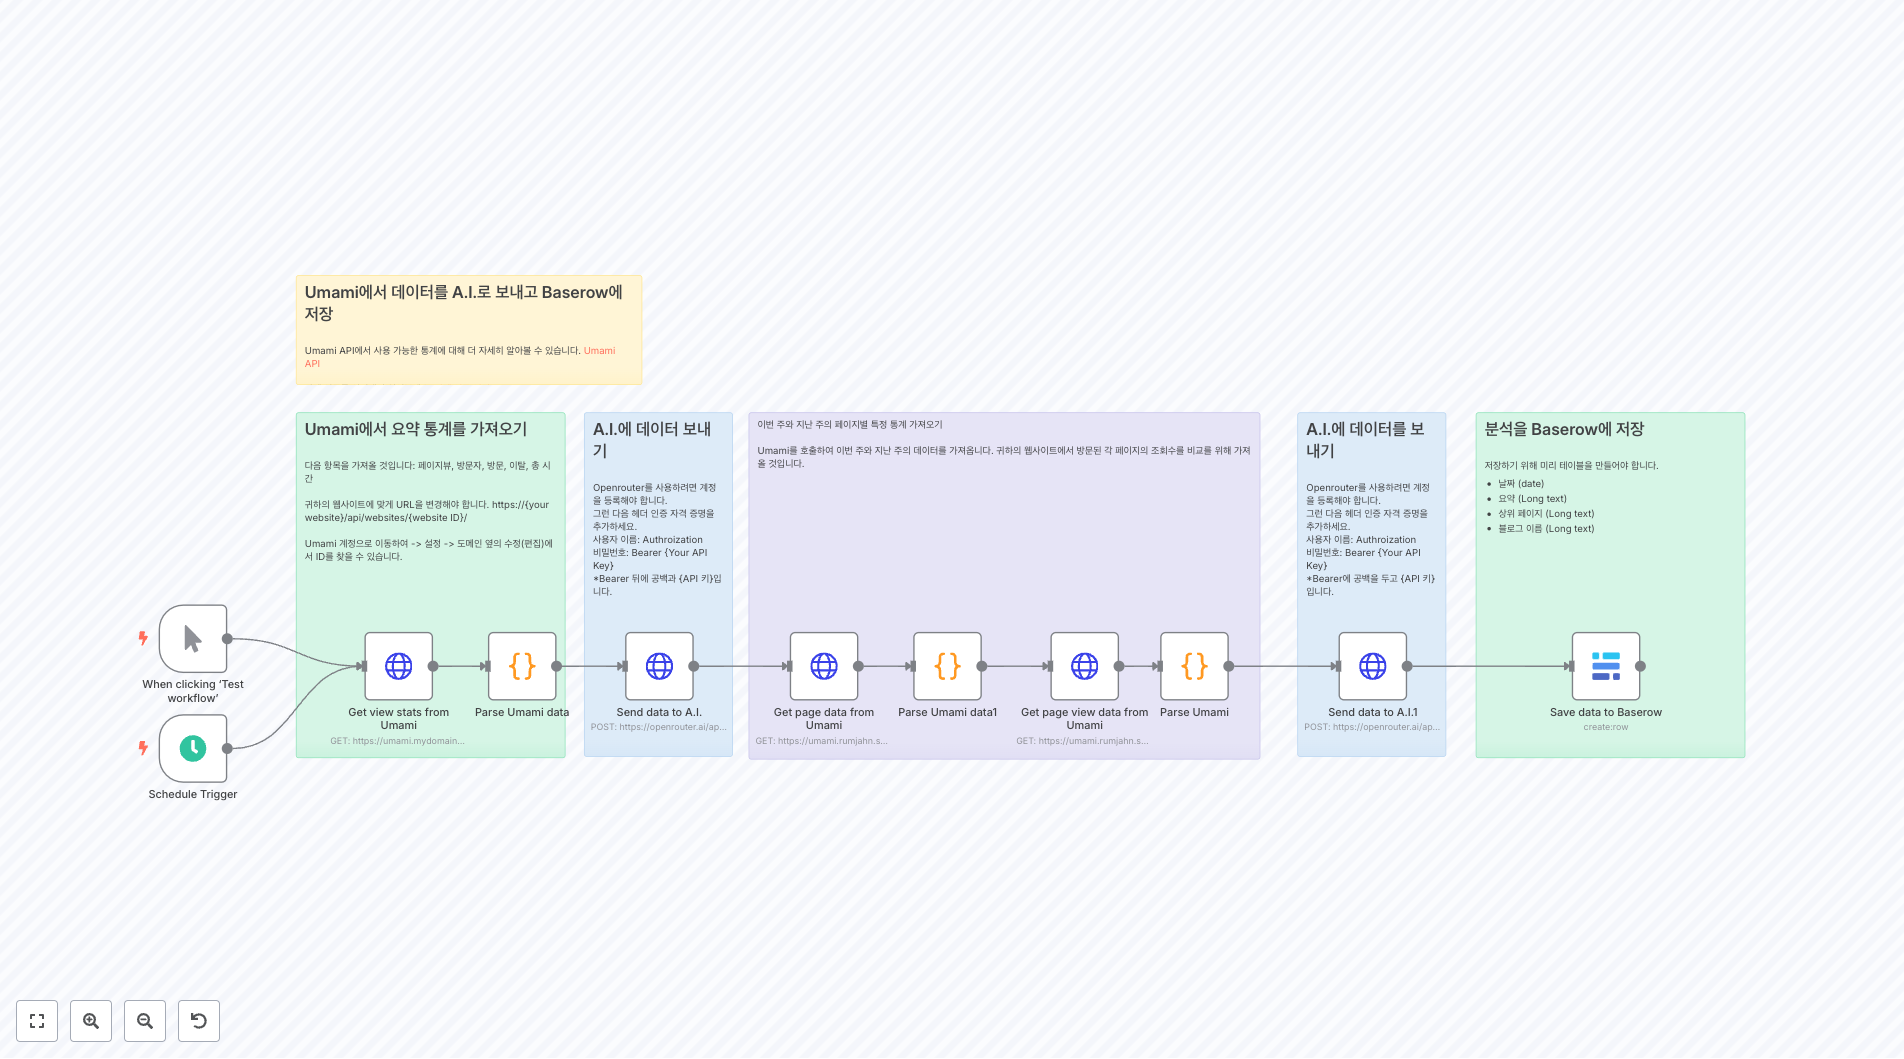 Umami에서 데이터를 A.I.로 보내고 Baserow에
저장
Umami API에서 사용 가능한 통계에 대해 더 자세히 알아볼 수 있습니다. Umami
API
Umami에서 요약 통계를 가져오기
다음 항목을 가져올 것입니다: 페이지뷰, 방문자, 방문, 이탈, 총 시
간
귀하의 웹사이트에 맞게 URL을 변경해야 합니다. https://{your
website}/api/websites/{website ID}/
Umami 계정으로 이동하여 -> 설정 -> 도메인 옆의 수정(편집)에
서 ID를 찾을 수 있습니다.
A.I.에 데이터 보내
기
Openrouter를 사용하려면 계정
을 등록해야 합니다.
그런 다음 헤더 인증 자격 증명을
추가하세요.
사용자 이름: Authroization
비밀번호: Bearer {Your API
Key}
*Bearer 뒤에 공백과 {API 키}입
니다.
이번 주와 지난 주의 페이지별 특정 통계 가져오기
Umami를 호출하여 이번 주와 지난 주의 데이터를 가져옵니다. 귀하의 웹사이트에서 방문된 각 페이지의 조회수를 비교를 위해 가져
올 것입니다.
A.I.에 데이터를 보
내기
Openrouter를 사용하려면 계정
을 등록해야 합니다.
그런 다음 헤더 인증 자격 증명을
추가하세요.
사용자 이름: Authroization
비밀번호: Bearer {Your API
Key}
*Bearer에 공백을 두고 {API 키}
입니다.
분석을 Baserow에 저장
저장하기 위해 미리 테이블을 만들어야 합니다.
날짜 (date)
요약 (Long text)
상위 페이지 (Long text)
블로그 이름 (Long text)
When clicking ‘Test
workflow’
Schedule Trigger
Get view stats from
Umami
GET: https://umami.mydomain...
Parse Umami data
Send data to A.I.
POST: https://openrouter.ai/ap...
Get page data from
Umami
GET: https://umami.rumjahn.s...
Parse Umami data1
Get page view data from
Umami
GET: https://umami.rumjahn.s...
Parse Umami
Send data to A.I.1
POST: https://openrouter.ai/ap...
Save data to Baserow
create:row